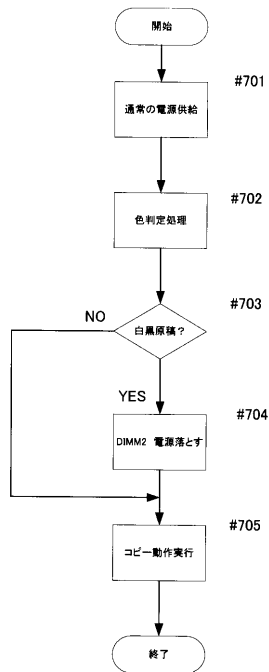 開始
#701
通常の電源供給
#702
色判定処理
#703
白黒原稿？
NO
YES
#704
DIMM2 電源落とす
#705
コピー動作実行
終了